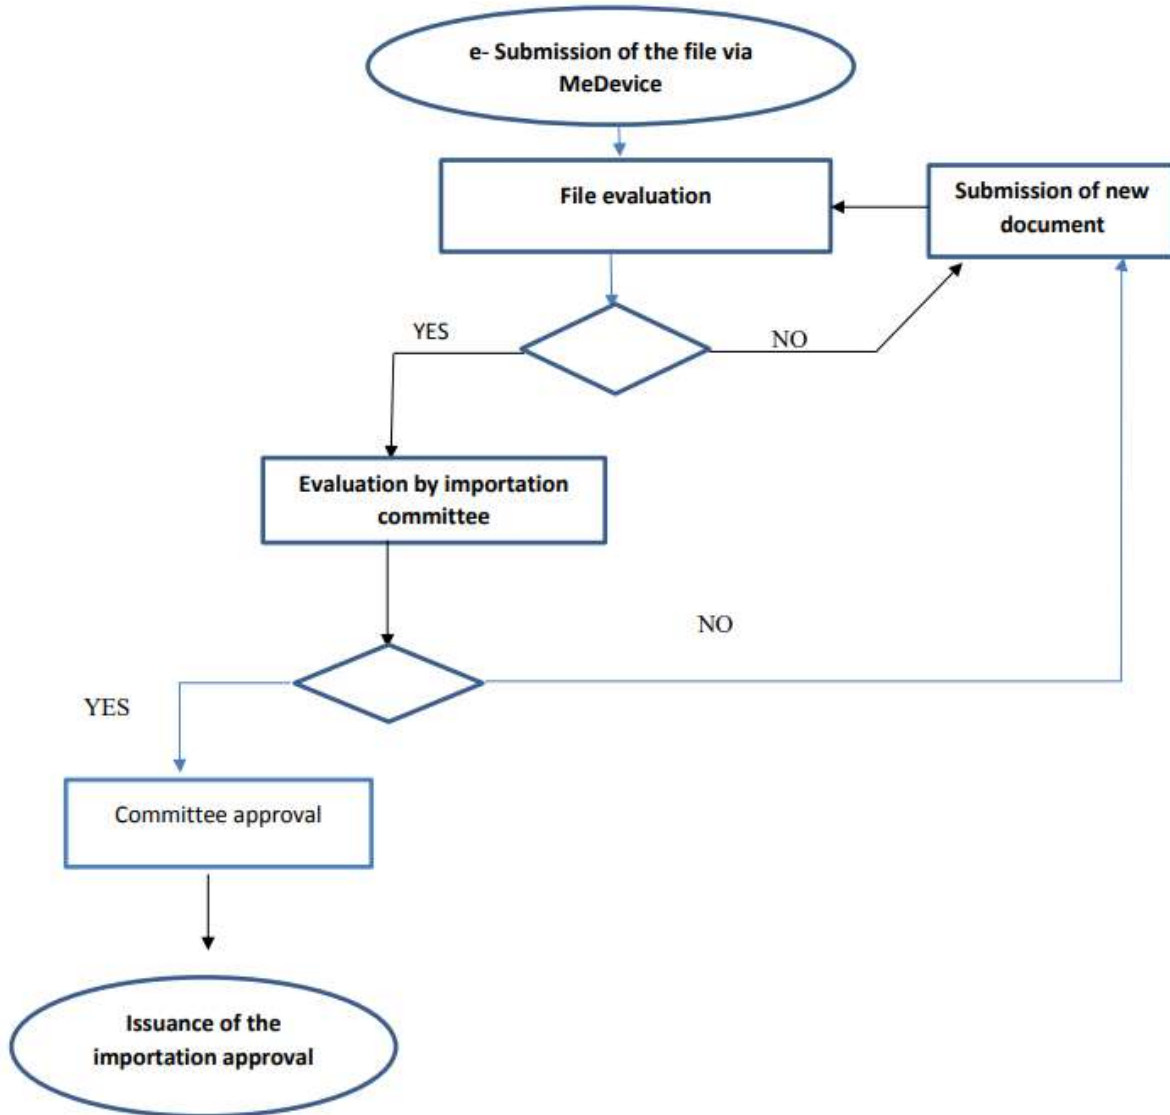 e- Submission of the file via
MeDevice
File evaluation
Submission of new
document
YES
NO
Evaluation by importation
committee
NO
YES
Committee approval
Issuance of the
importation approval